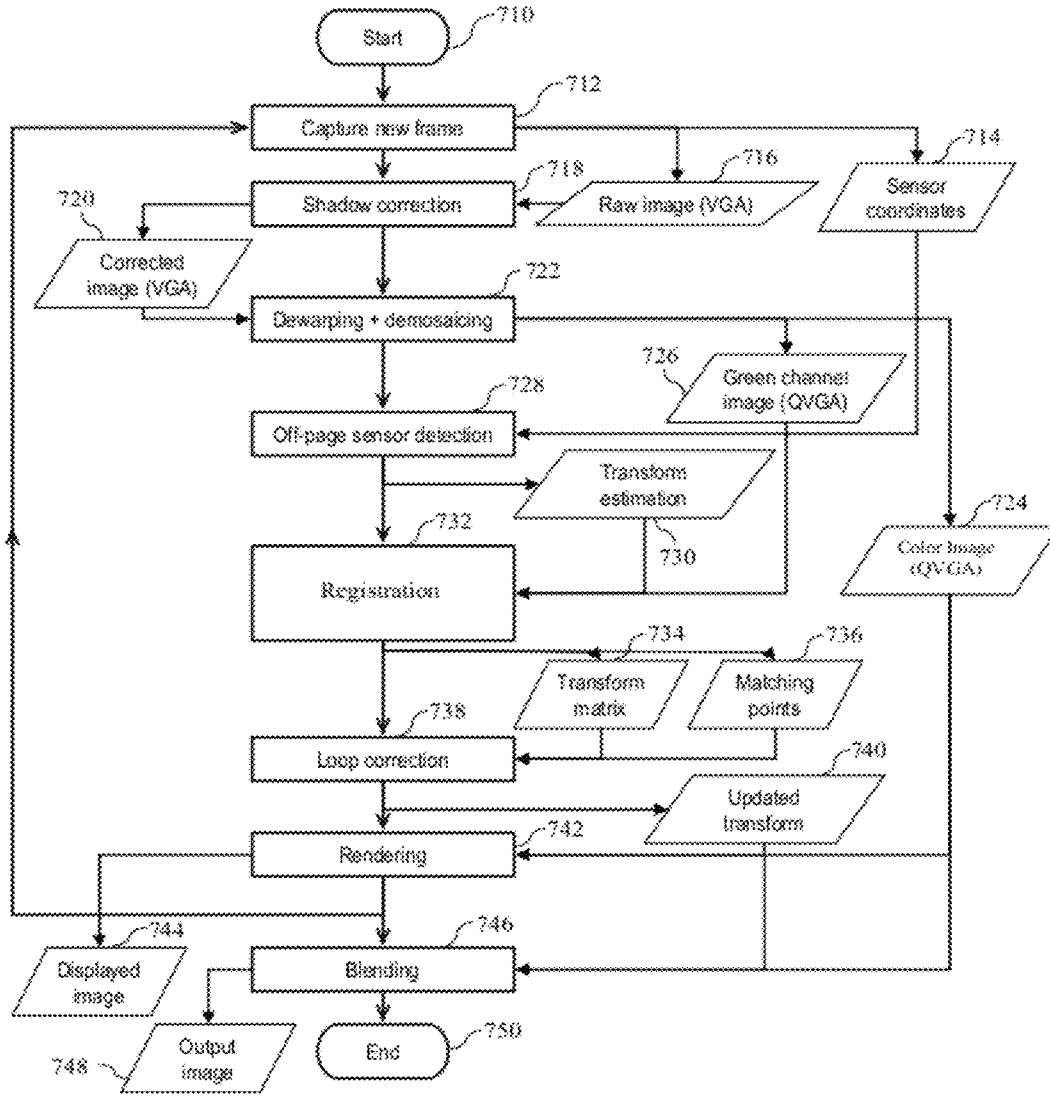 710
Start
712
Capture new frame
714
716
718
Sensor
coordinates
720
Shadow correction
Raw image (VGA)
Corrected
image (VGA)
722
Dewarping + demosaicing
726
Green channel
image (QVGA)
728
Off-page sensor detection
Transform
estimation
724
732
730
Color Image
(QVGA)
Registration
734
736
Transform
matrix
Matching
points
738
Loop correction
740
Updated
transform
742
Rendering
744
746
Displayed
image
Blending
750
748
Output
image
End